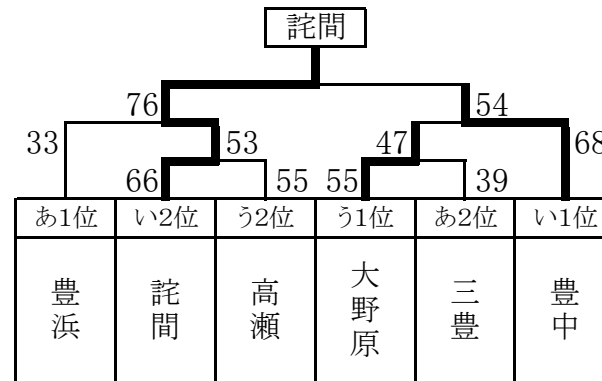 詫間
76 54
33 53 47 68
66 55 55 39
あ1位 い2位 う2位 う1位 あ2位 い1位
豊浜 詫間 高瀬 大野原 三豊 豊中